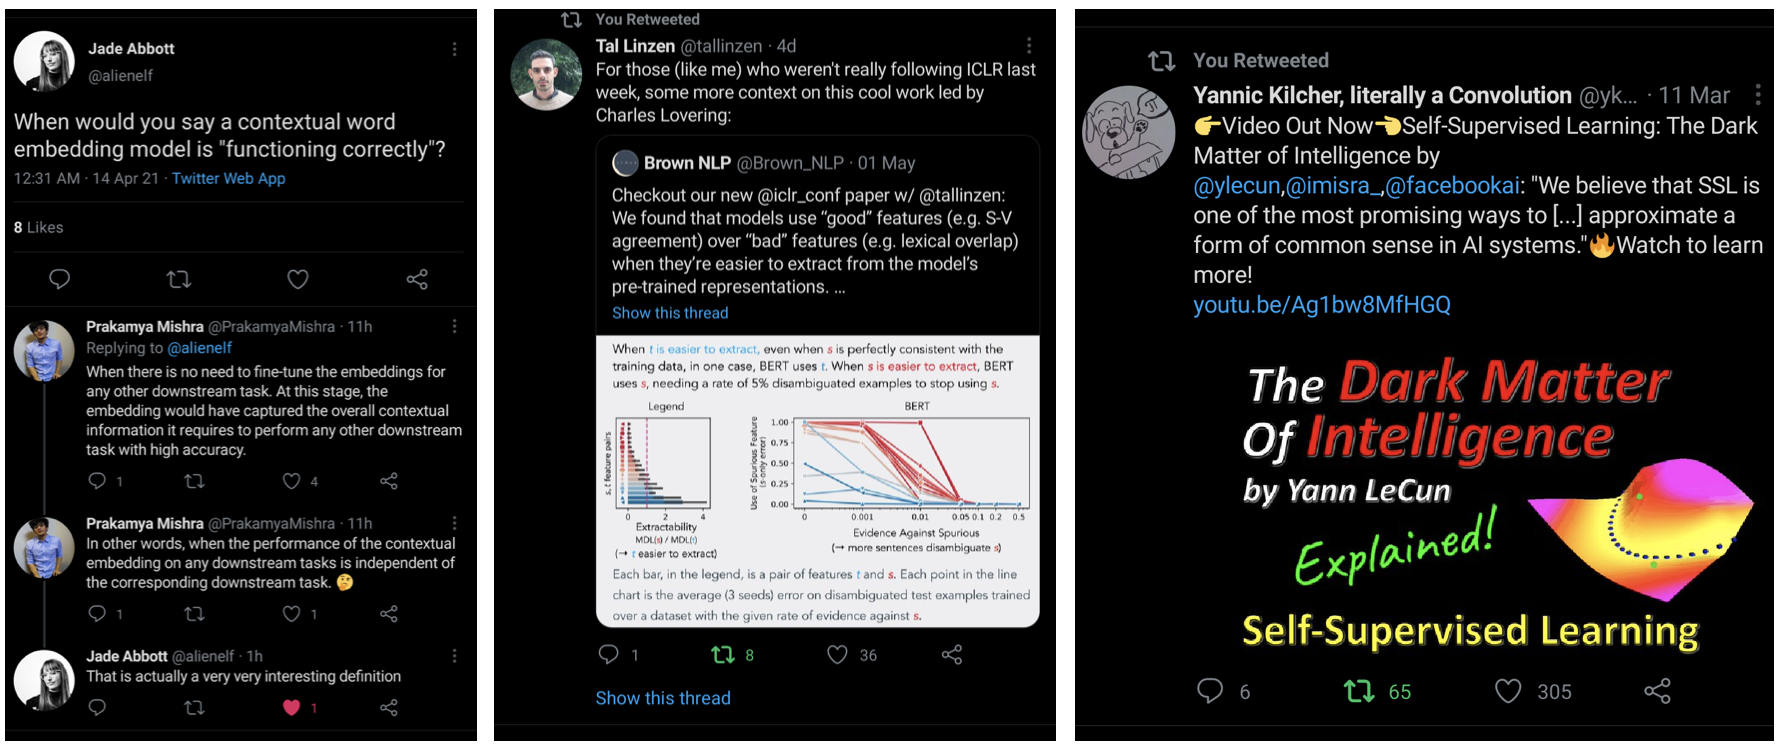 Jade Abbott
@alienelf
When would you say a contextual word
embedding model is "functioning correctly"?
12:31 AM · 14 Apr 21 · Twitter Web App
8 Likes
Prakamya Mishra @PrakamyaMishra · 11h
Replying to @alienelf
When there is no need to fine-tune the embeddings for
any other downstream task. At this stage, the
embedding would have captured the overall contextual
information it requires to perform any other downstream
task with high accuracy.
1 4
Prakamya Mishra @PrakamyaMishra · 11h
In other words, when the performance of the contextual
embedding on any downstream tasks is independent of
the corresponding downstream task. 🤔
1 1
Jade Abbott @alienelf · 1h
That is actually a very very interesting definition
1
You Retweeted
Tal Linzen @tallinzen · 4d
For those (like me) who weren't really following ICLR last
week, some more context on this cool work led by
Charles Lovering:
Brown NLP @Brown_NLP · 01 May
Checkout our new @iclr_conf paper w/ @tallinzen:
We found that models use “good” features (e.g. S-V
agreement) over “bad” features (e.g. lexical overlap)
when they’re easier to extract from the model’s
pre-trained representations. ...
Show this thread
When t is easier to extract, even when s is perfectly consistent with the
training data, in one case, BERT uses t. When s is easier to extract, BERT
uses s, needing a rate of 5% disambiguated examples to stop using s.
Legend
s, t feature pairs
0 2 4
Extractability
MDL(s) / MDL(t)
(→ t easier to extract)
BERT
Use of Spurious Feature
(s-only error)
1.00
0.75
0.50
0.25
0.00
0 0.001 0.01 0.05 0.1 0.2 0.5
Evidence Against Spurious
(→ more sentences disambiguate s)
Each bar, in the legend, is a pair of features t and s. Each point in the line
chart is the average (3 seeds) error on disambiguated test examples trained
over a dataset with the given rate of evidence against s.
1 8 36
Show this thread
You Retweeted
Yannic Kilcher, literally a Convolution @yk... · 11 Mar
👉Video Out Now👈Self-Supervised Learning: The Dark
Matter of Intelligence by
@ylecun,@imisra_,@facebookai: "We believe that SSL is
one of the most promising ways to [...] approximate a
form of common sense in AI systems."🔥Watch to learn
more!
youtu.be/Ag1bw8MfHGQ
The Dark Matter
Of Intelligence
by Yann LeCun
Explained!
Self-Supervised Learning
6 65 305